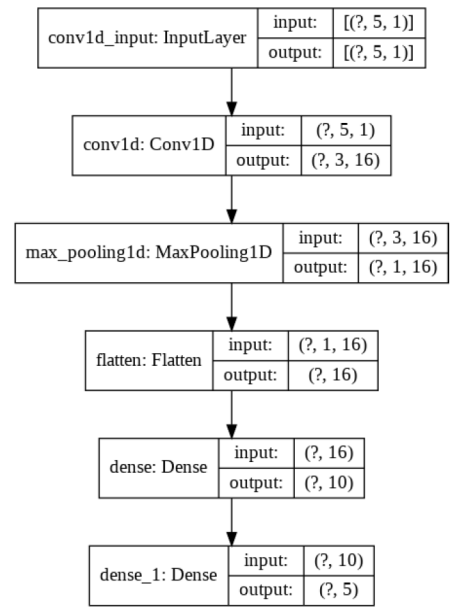 conv1d_input: InputLayer
input: [(?, 5, 1)]
output: [(?, 5, 1)]
conv1d: Conv1D
input: (?, 5, 1)
output: (?, 3, 16)
max_pooling1d: MaxPooling1D
input: (?, 3, 16)
output: (?, 1, 16)
flatten: Flatten
input: (?, 1, 16)
output: (?, 16)
dense: Dense
input: (?, 16)
output: (?, 10)
dense_1: Dense
input: (?, 10)
output: (?, 5)